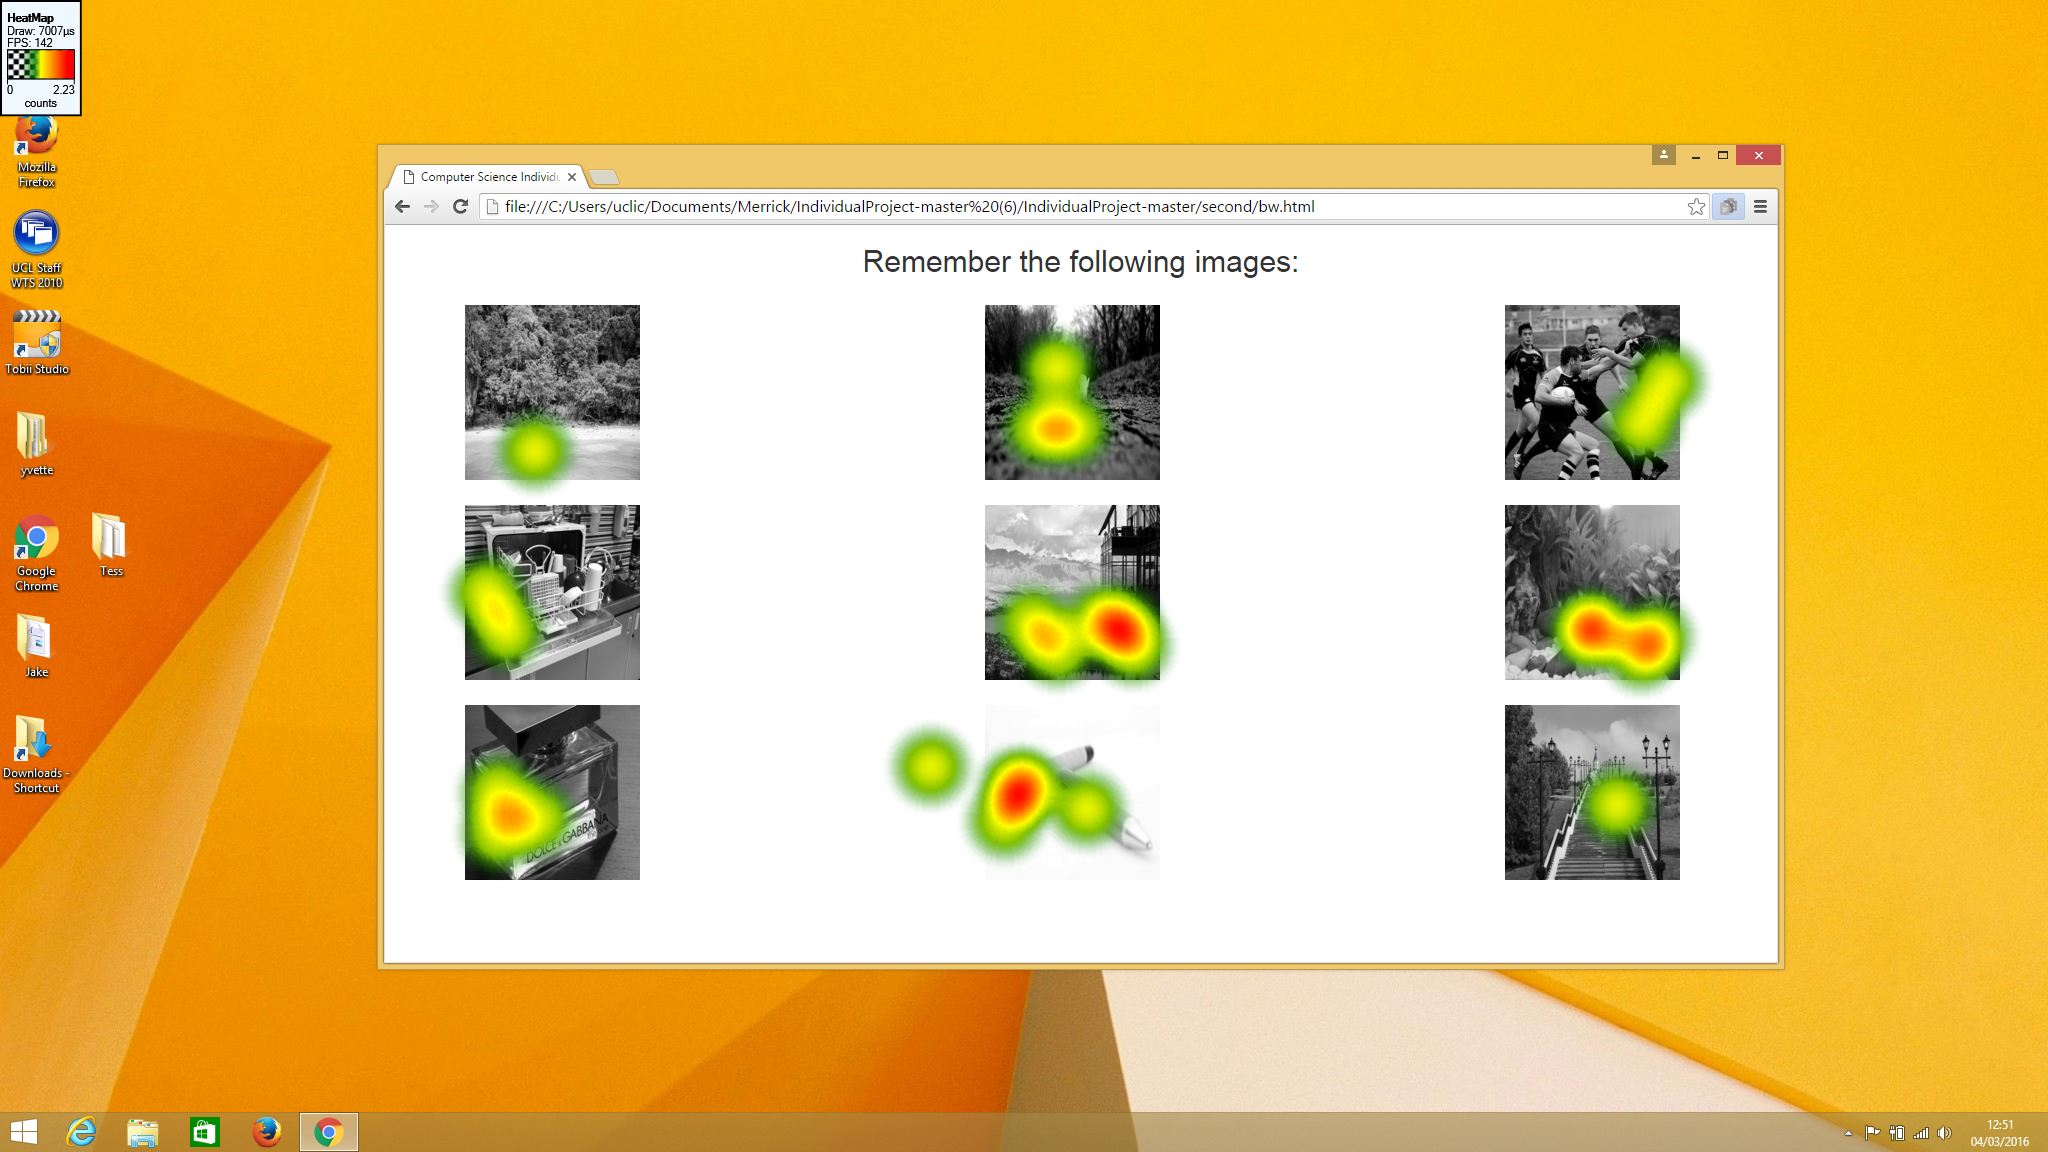 HeatMap
Draw: 7007µs
FPS: 142
0 2.23
counts
Mozilla
Firefox
UCL Staff
WTS 2010
Tobii Studio
yvette
Google
Chrome
Tess
Jake
Downloads -
Shortcut
Computer Science Individu
file:///C:/Users/uclic/Documents/Merrick/IndividualProject-master%20(6)/IndividualProject-master/second/bw.html
Remember the following images:
DOLCE & GABBANA
the one
12:51
04/03/2016